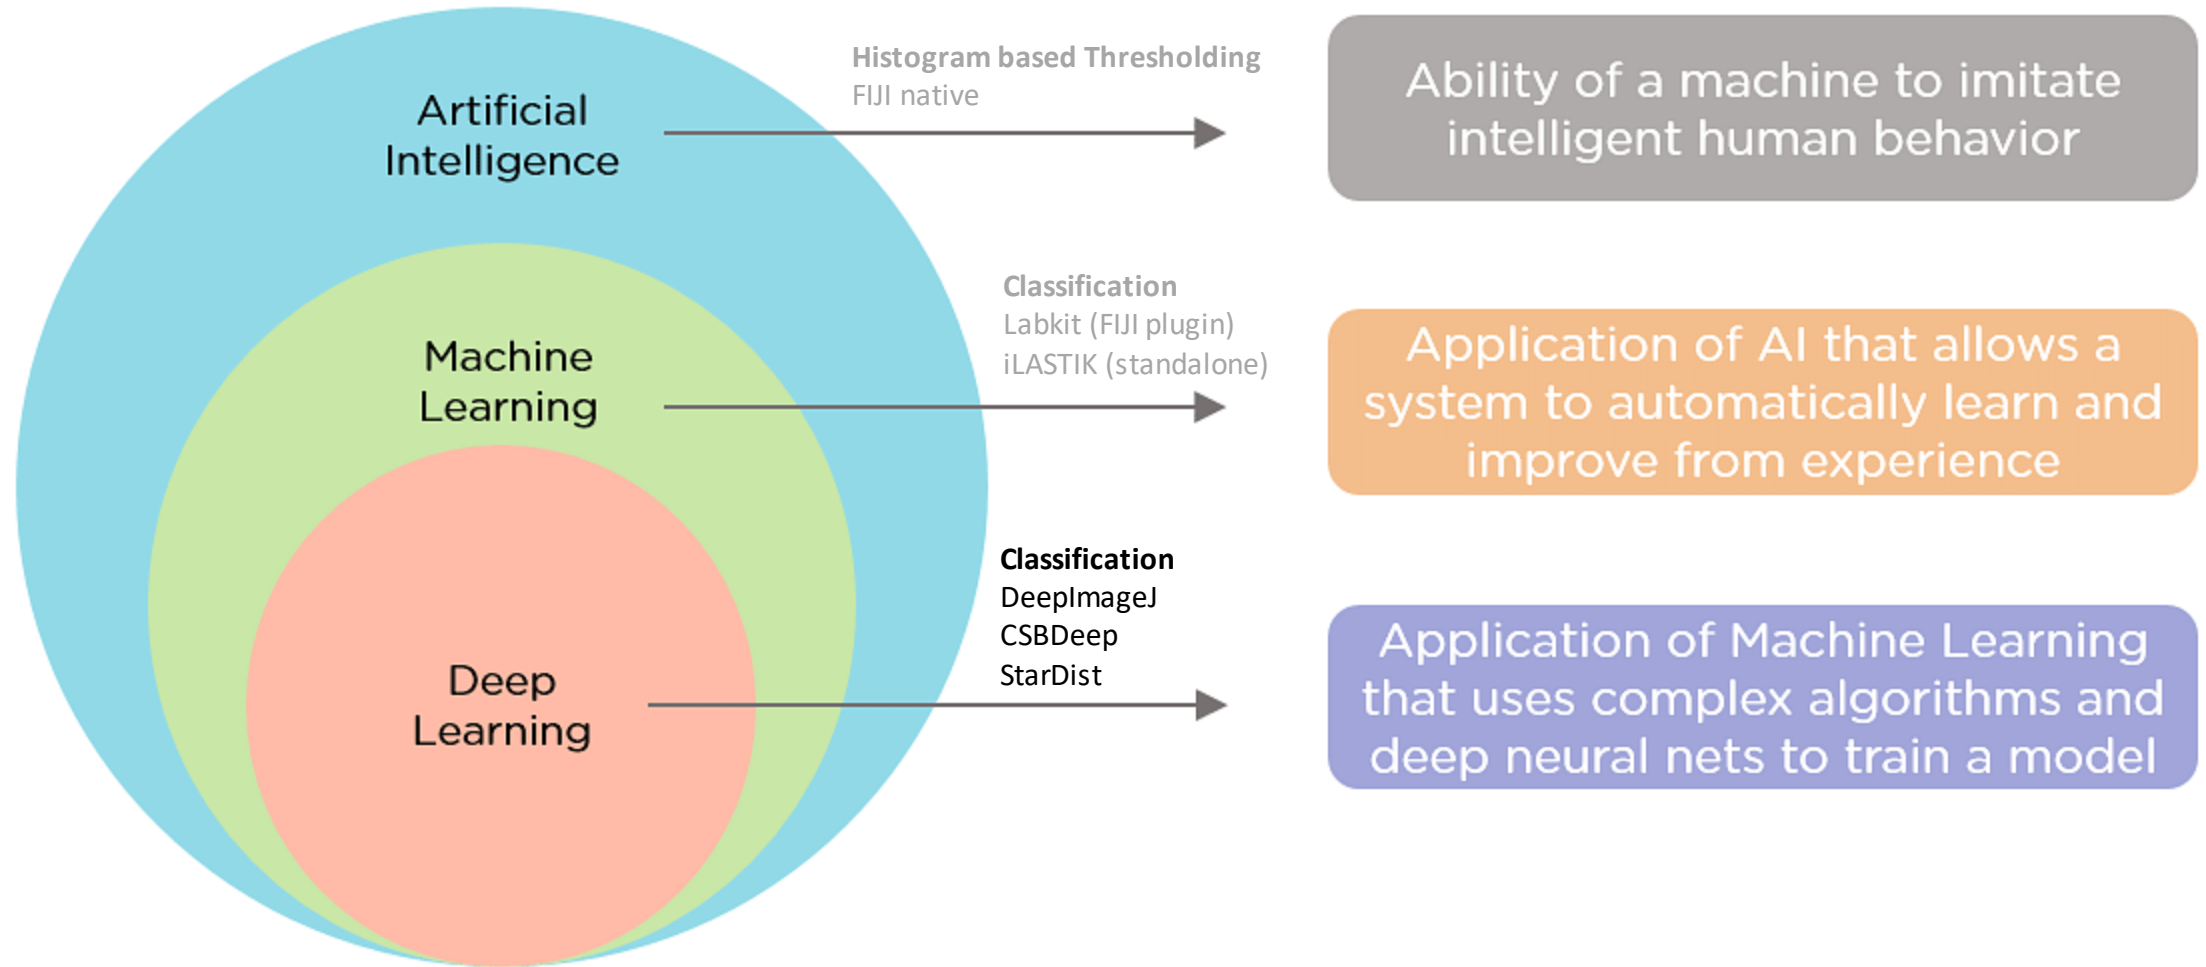 Artificial
Intelligence
Histogram based Thresholding
FIJI native
Ability of a machine to imitate
intelligent human behavior
Machine
Learning
Classification
Labkit (FIJI plugin)
iLASTIK (standalone)
Application of AI that allows a
system to automatically learn and
improve from experience
Deep
Learning
Classification
DeepImageJ
CSBDeep
StarDist
Application of Machine Learning
that uses complex algorithms and
deep neural nets to train a model